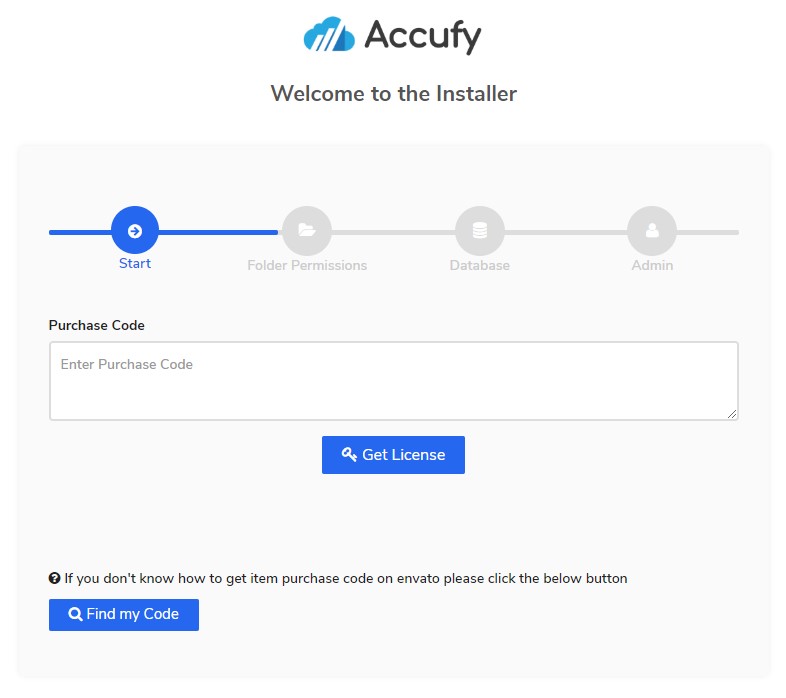 Accufy
Welcome to the Installer
Start
Folder Permissions
Database
Admin
Purchase Code
Enter Purchase Code
Get License
If you don't know how to get item purchase code on envato please click the below button
Find my Code